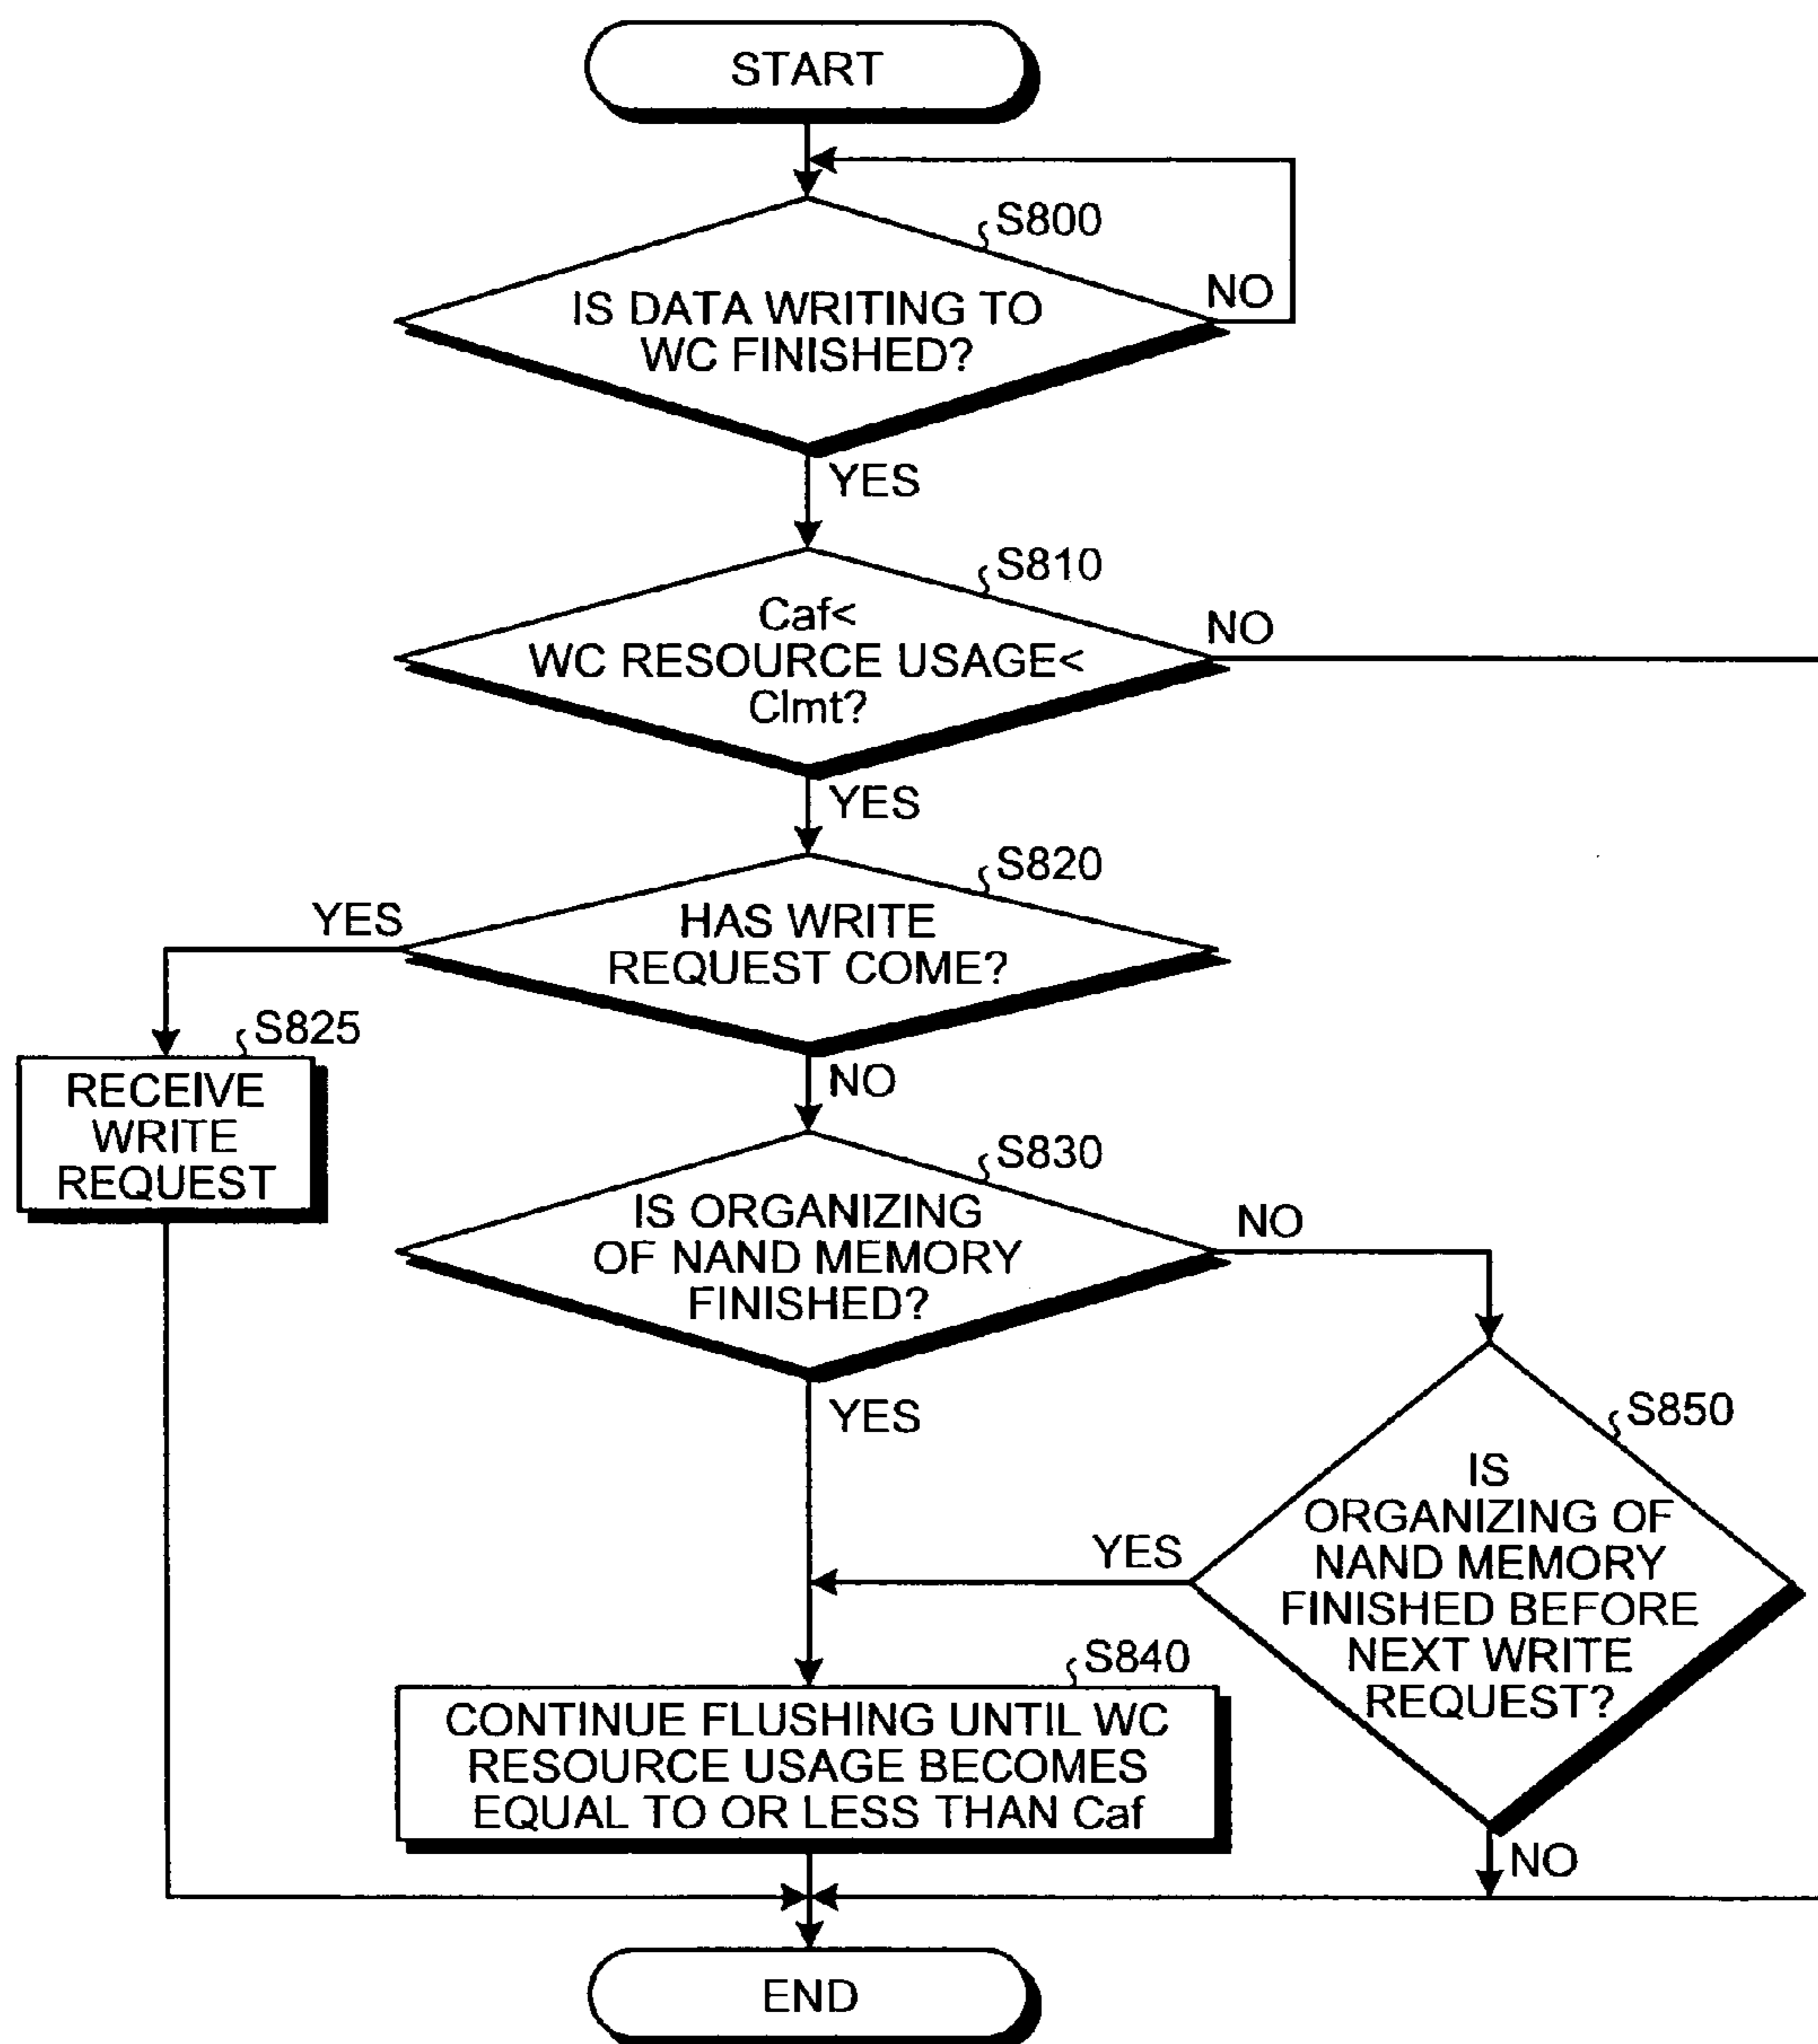 START
S800
IS DATA WRITING TO
WC FINISHED?
NO
YES
S810
Caf<
WC RESOURCE USAGE<
Clmt?
NO
YES
S820
HAS WRITE
REQUEST COME?
YES
S825
RECEIVE
WRITE
REQUEST
NO
S830
IS ORGANIZING
OF NAND MEMORY
FINISHED?
NO
YES
S850
IS
ORGANIZING OF
NAND MEMORY
FINISHED BEFORE
NEXT WRITE
REQUEST?
YES
S840
CONTINUE FLUSHING UNTIL WC
RESOURCE USAGE BECOMES
EQUAL TO OR LESS THAN Caf
NO
END